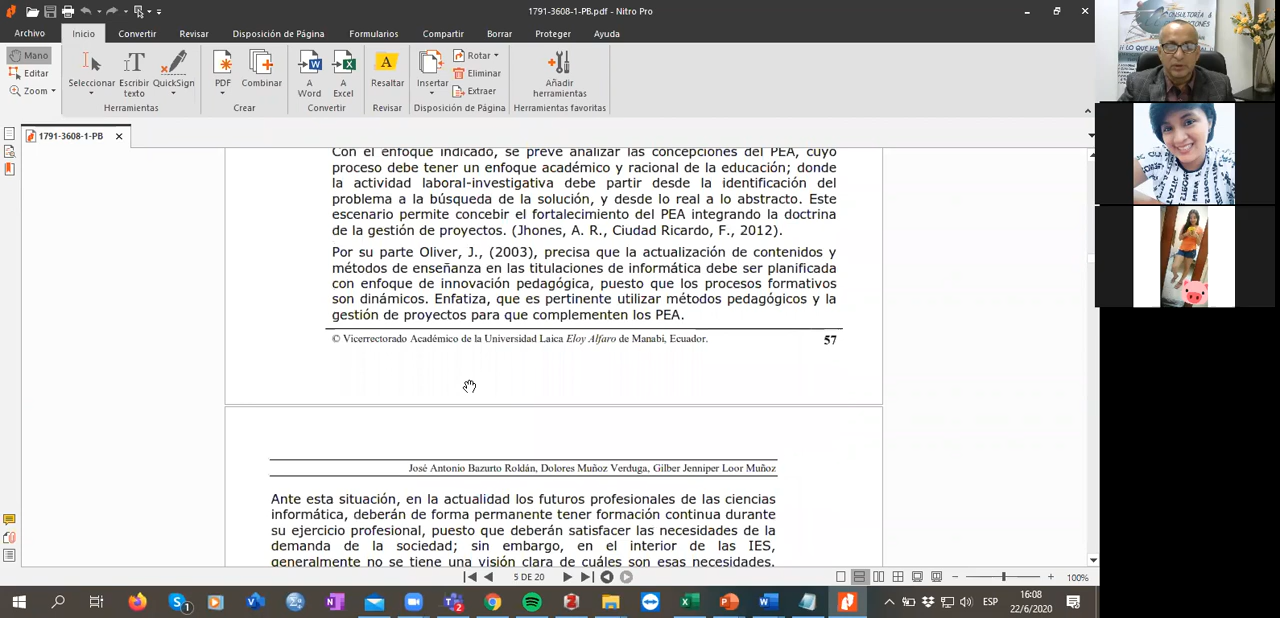 1791-3608-1-PB.pdf - Nitro Pro
Archivo Inicio Convertir Revisar Disposición de Página Formularios Compartir Borrar Proteger Ayuda
Mano
Editar
Zoom
Seleccionar
Escribir texto
QuickSign
Herramientas
PDF
Combinar
Crear
A Word
A Excel
Convertir
Resaltar
Revisar
Insertar
Rotar
Eliminar
Extraer
Disposición de Página
Añadir herramientas
Herramientas favoritas
1791-3608-1-PB
Con el enfoque indicado, se prevé analizar las concepciones del PEA, cuyo
proceso debe tener un enfoque académico y racional de la educación; donde
la actividad laboral-investigativa debe partir desde la identificación del
problema a la búsqueda de la solución, y desde lo real a lo abstracto. Este
escenario permite concebir el fortalecimiento del PEA integrando la doctrina
de la gestión de proyectos. (Jhones, A. R., Ciudad Ricardo, F., 2012).
Por su parte Oliver, J., (2003), precisa que la actualización de contenidos y
métodos de enseñanza en las titulaciones de informática debe ser planificada
con enfoque de innovación pedagógica, puesto que los procesos formativos
son dinámicos. Enfatiza, que es pertinente utilizar métodos pedagógicos y la
gestión de proyectos para que complementen los PEA.
© Vicerrectorado Académico de la Universidad Laica Eloy Alfaro de Manabí, Ecuador. 57
José Antonio Bazurto Roldán, Dolores Muñoz Verduga, Gilber Jenniper Loor Muñoz
Ante esta situación, en la actualidad los futuros profesionales de las ciencias
informática, deberán de forma permanente tener formación continua durante
su ejercicio profesional, puesto que deberán satisfacer las necesidades de la
demanda de la sociedad; sin embargo, en el interior de las IES,
generalmente no se tiene una visión clara de cuáles son esas necesidades.
5 DE 20
100%
ESP
16:08
22/6/2020